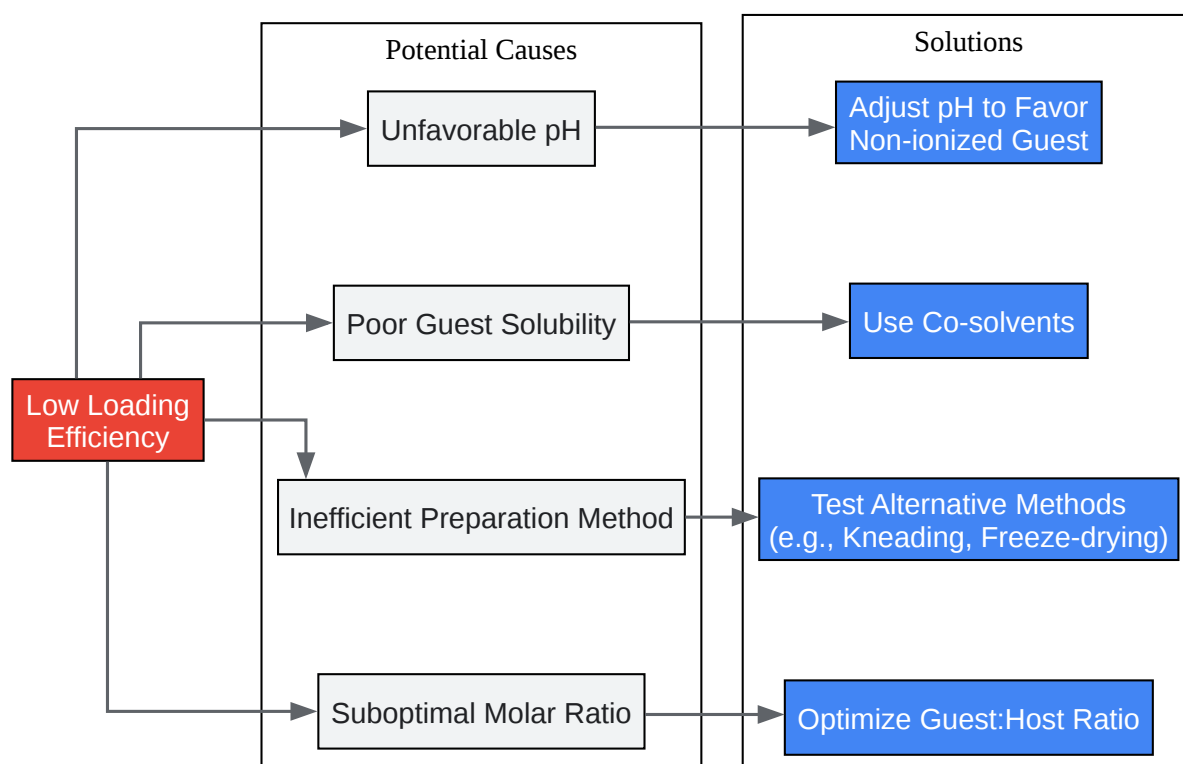 Potential Causes
Solutions
Unfavorable pH
Adjust pH to Favor
Non-ionized Guest
Poor Guest Solubility
Use Co-solvents
Low Loading
Efficiency
Inefficient Preparation Method
Test Alternative Methods
(e.g., Kneading, Freeze-drying)
Suboptimal Molar Ratio
Optimize Guest:Host Ratio